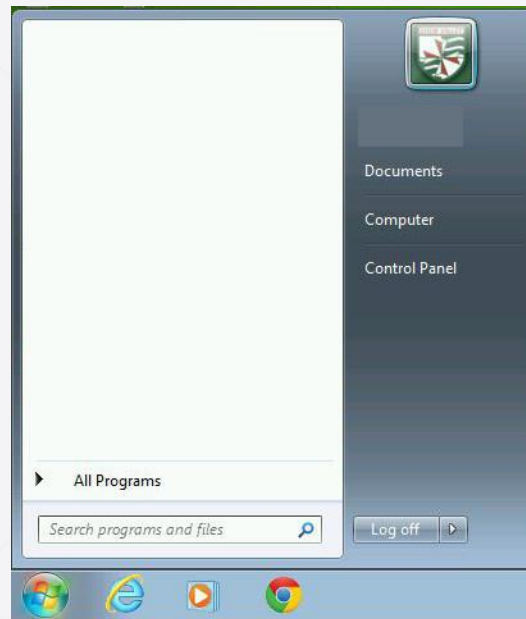 Documents
Computer
Control Panel
All Programs
Search programs and files
Log off